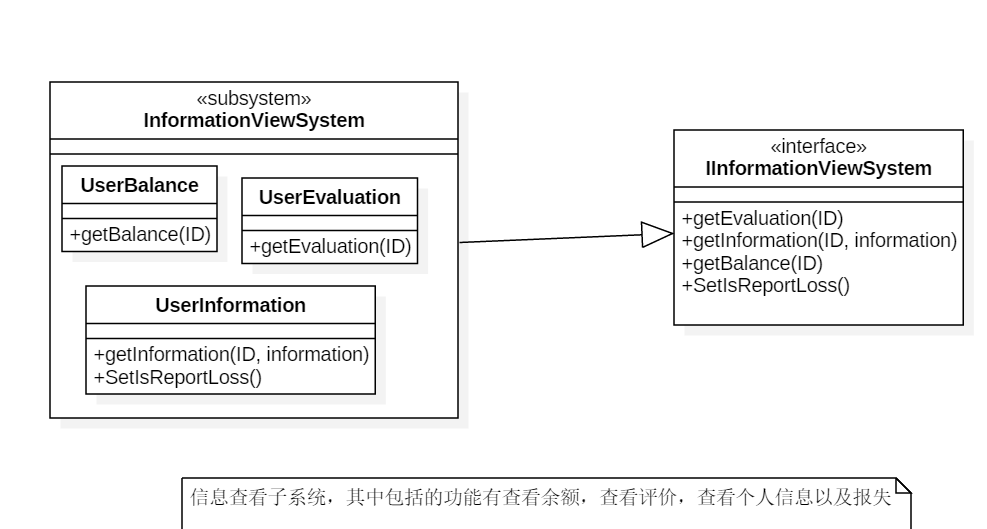 «subsystem»
InformationViewSystem
UserBalance
+getBalance(ID)
UserEvaluation
+getEvaluation(ID)
UserInformation
+getInformation(ID, information)
+SetIsReportLoss()
«interface»
IInformationViewSystem
+getEvaluation(ID)
+getInformation(ID, information)
+getBalance(ID)
+SetIsReportLoss()
信息查看子系统，其中包括的功能有查看余额，查看评价，查看个人信息以及报失